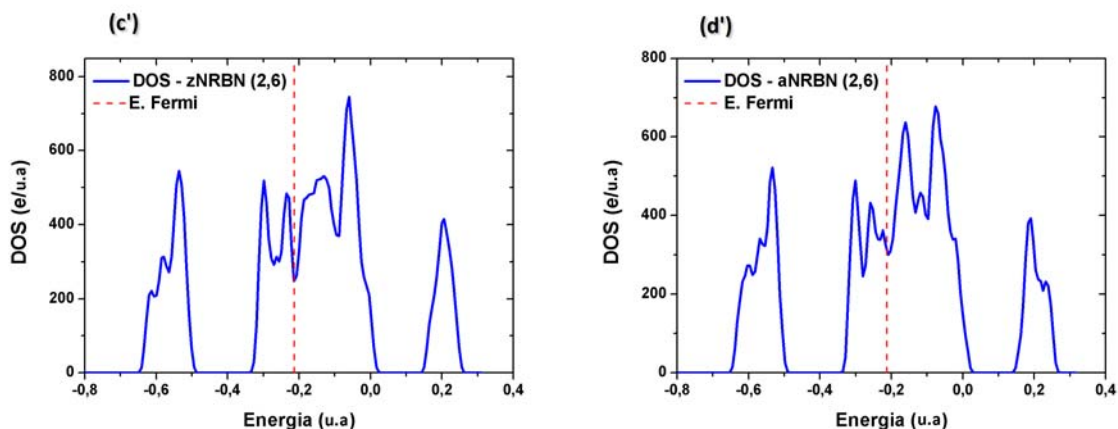 (c')
DOS - zNRBN (2,6)
E. Fermi
DOS (e/u.a)
800
600
400
200
0
-0,8 -0,6 -0,4 -0,2 0,0 0,2 0,4
Energia (u.a)
(d')
DOS - aNRBN (2,6)
E. Fermi
DOS (e/u.a)
800
600
400
200
0
-0,8 -0,6 -0,4 -0,2 0,0 0,2 0,4
Energia (u.a)